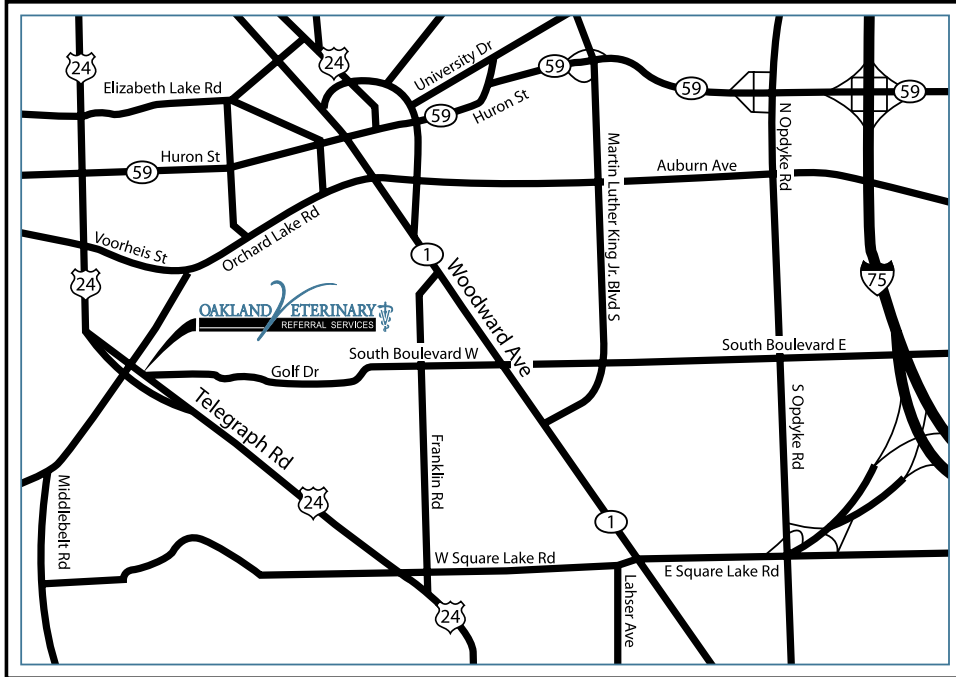 24
24
University Dr
59
59
59
Elizabeth Lake Rd
59
Huron St
N Opdyke Rd
Martin Luther King Jr. Blvd S
Huron St
59
Auburn Ave
Voorheis St
Orchard Lake Rd
1
24
75
Woodward Ave
OAKLAND VETERINARY
REFERRAL SERVICES
South Boulevard W
South Boulevard E
Golf Dr
Telegraph Rd
S Opdyke Rd
Franklin Rd
Middlebelt Rd
24
1
W Square Lake Rd
E Square Lake Rd
Lahser Ave
24